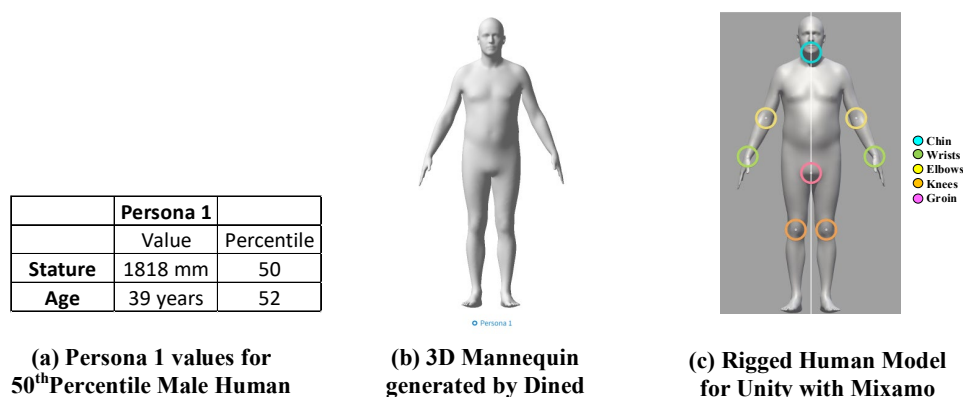 Persona 1
Value Percentile
Stature 1818 mm 50
Age 39 years 52
(a) Persona 1 values for
50thPercentile Male Human
Persona 1
(b) 3D Mannequin
generated by Dined
Chin
Wrists
Elbows
Knees
Groin
(c) Rigged Human Model
for Unity with Mixamo